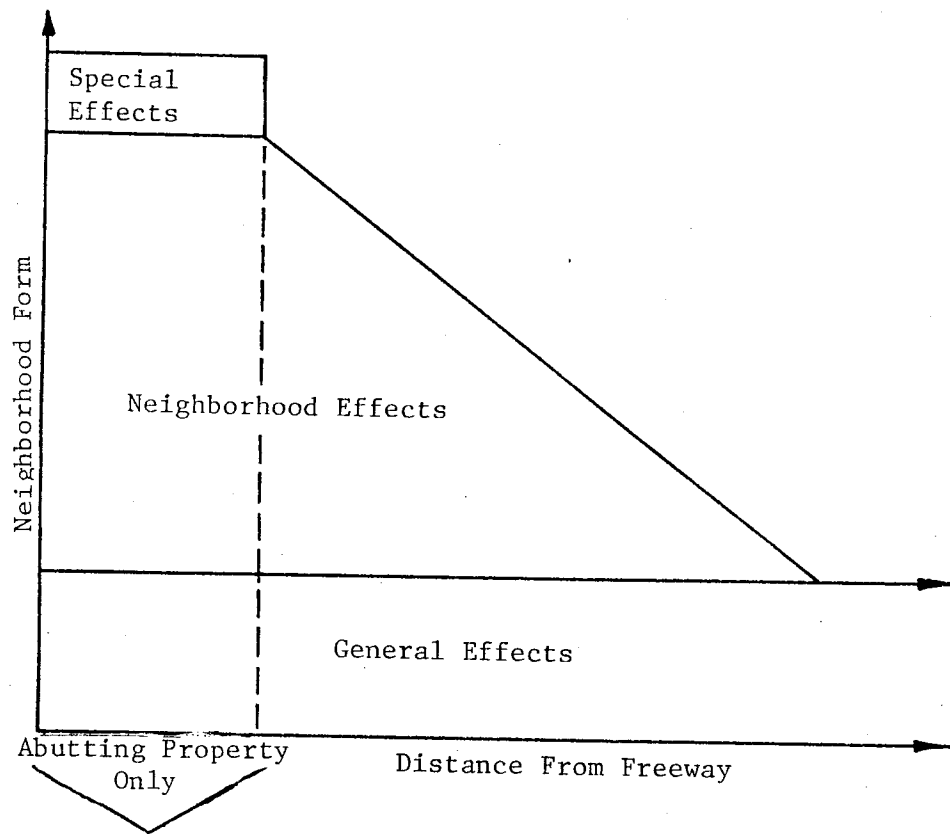 Special
Effects
Neighborhood Form
Neighborhood Effects
General Effects
Abutting Property
Only
Distance From Freeway